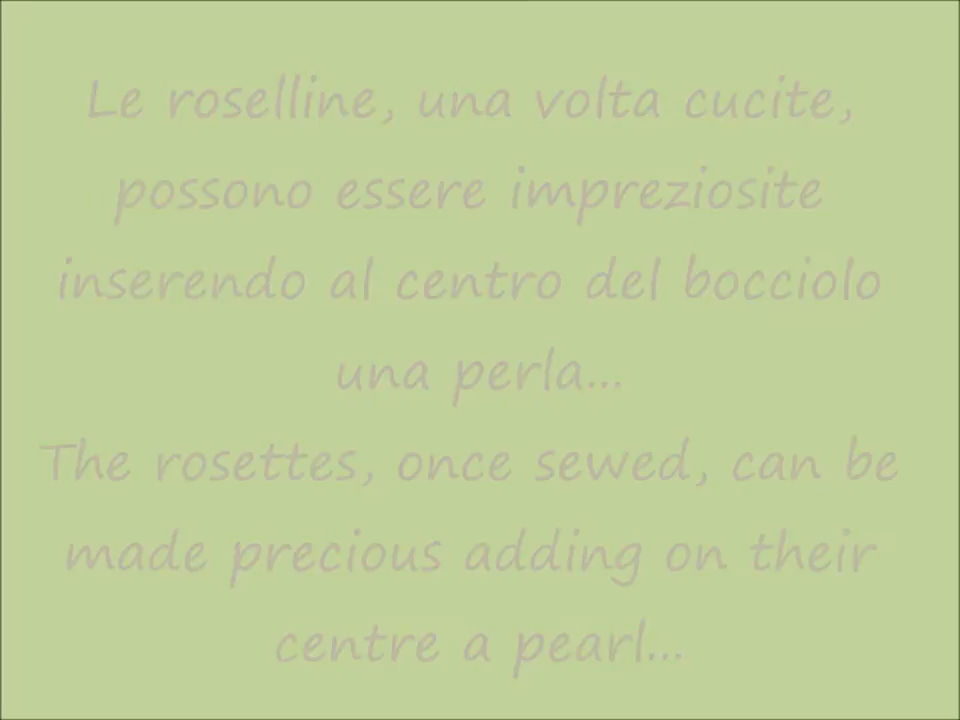 Le roselline, una volta cucite,
possono essere impreziosite
inserendo al centro del bocciolo
una perla...
The rosettes, once sewed, can be
made precious adding on their
centre a pearl...